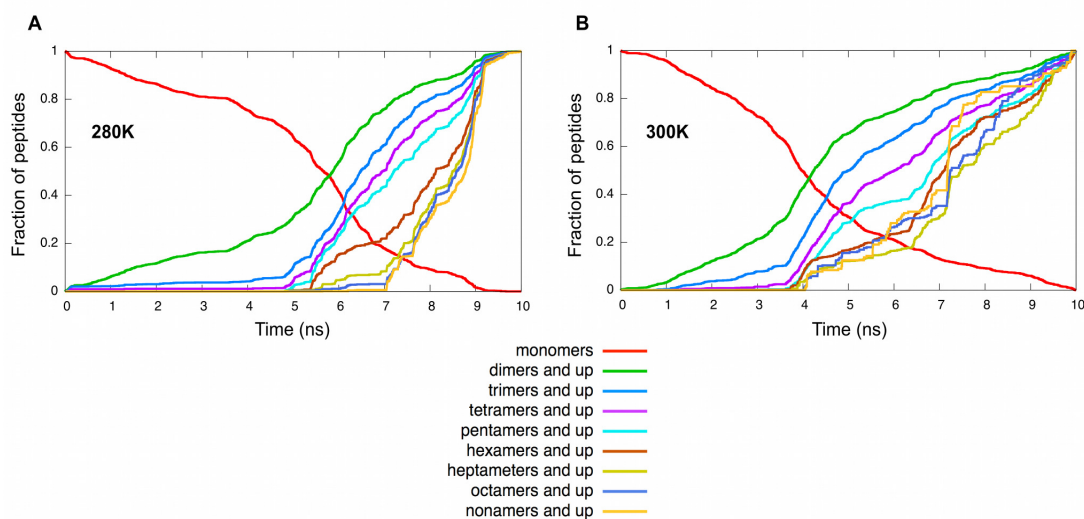 A
B
1
0.8
0.6
0.4
0.2
0
Fraction of peptides
280K
0 1 2 3 4 5 6 7 8 9 10
Time (ns)
1
0.8
0.6
0.4
0.2
0
Fraction of peptides
300K
0 1 2 3 4 5 6 7 8 9 10
Time (ns)
monomers
dimers and up
trimers and up
tetramers and up
pentamers and up
hexamers and up
heptameters and up
octamers and up
nonamers and up